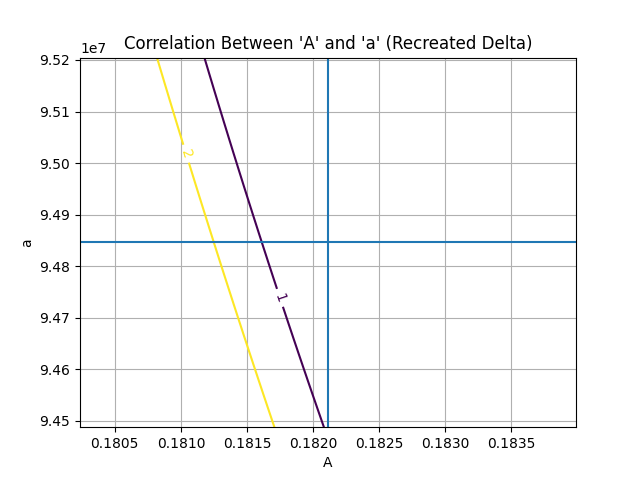 Correlation Between 'A' and 'a' (Recreated Delta)
1e7
9.52
9.51
9.50
9.49
9.48
9.47
9.46
9.45
a
2
1
0.1805 0.1810 0.1815 0.1820 0.1825 0.1830 0.1835
A